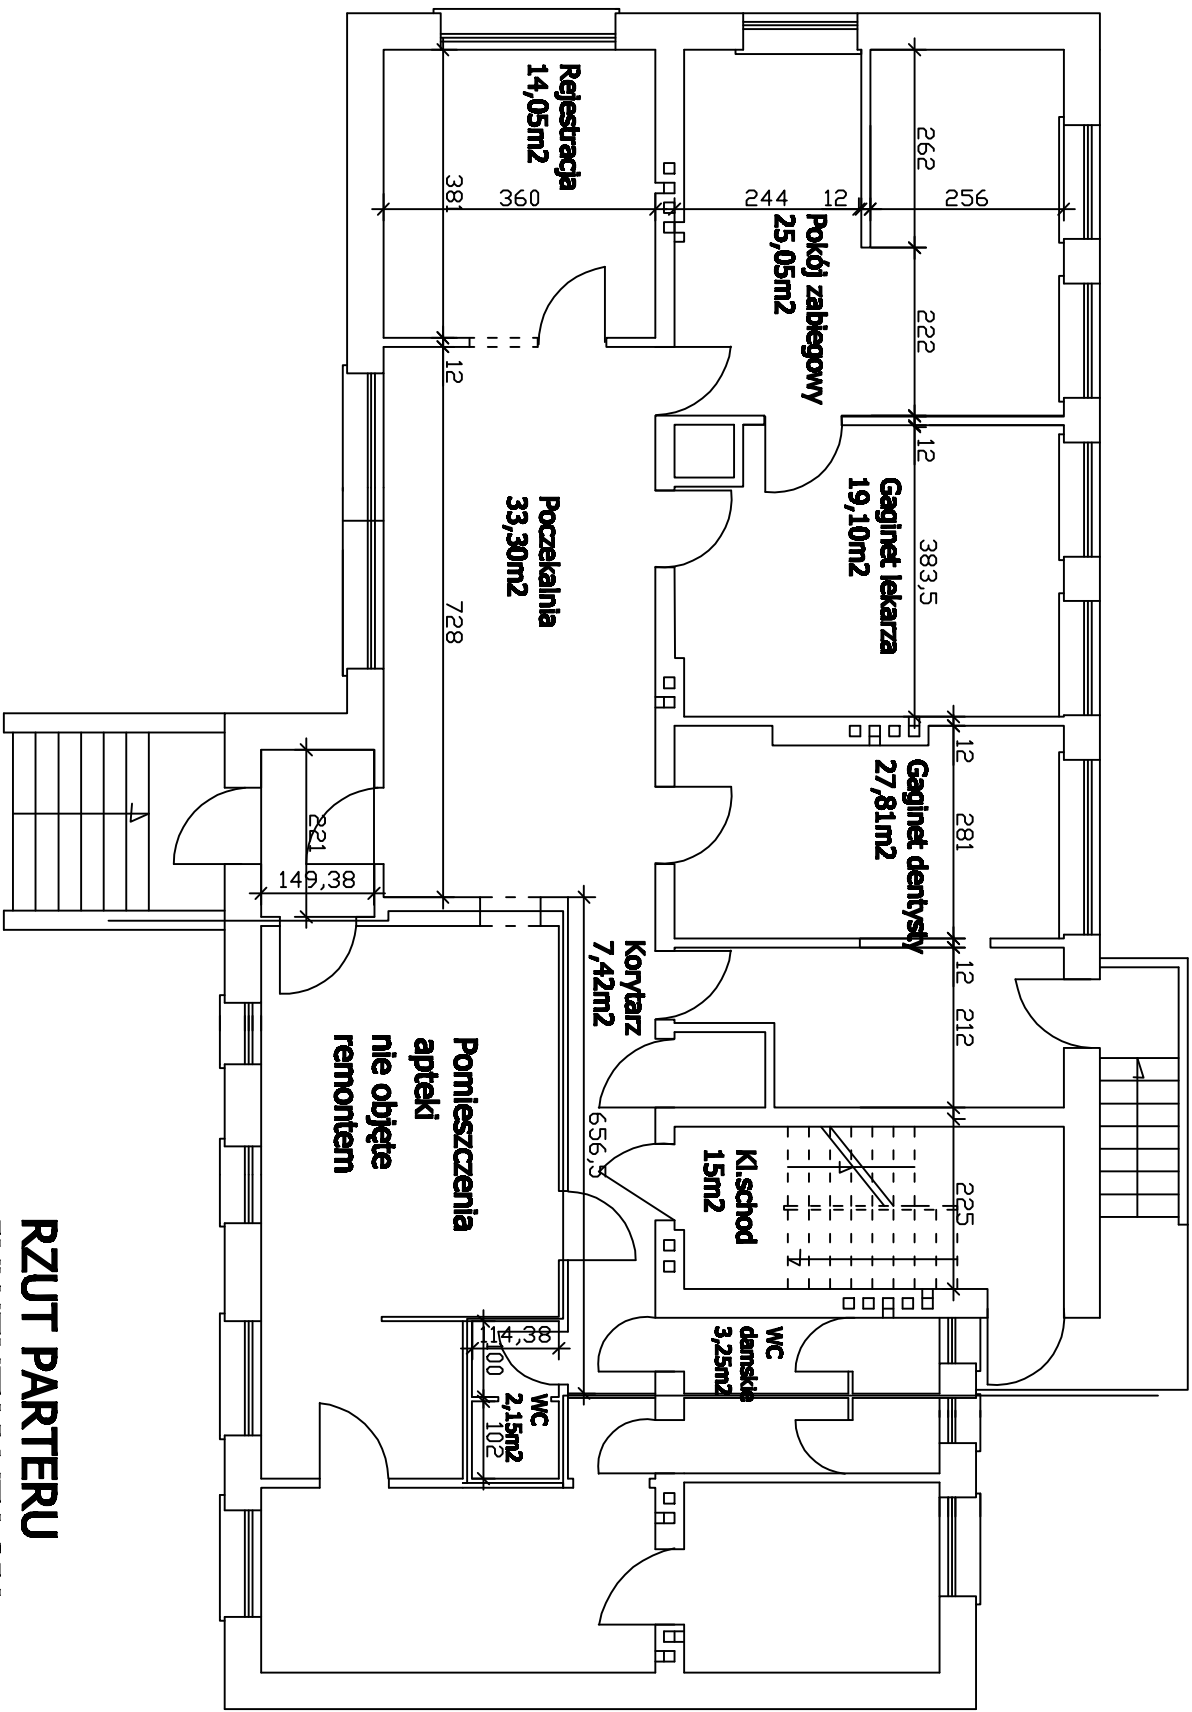 Rejestracja
14,05m2
Pokój zabiegowy
25,05m2
Gaginet lekarza
19,10m2
Poczekalnia
33,30m2
Gaginet dentysty
27,81m2
Korytarz
7,42m2
Pomieszczenia
apteki
nie objęte
remontem
Kl.schod
15m2
WC
damskie
3,25m2
WC
2,15m2
262
222
12
383,5
12
281
12
212
225
381
12
728
360
244
12
256
221
149,38
656,5
114,38
100
102
RZUT PARTERU